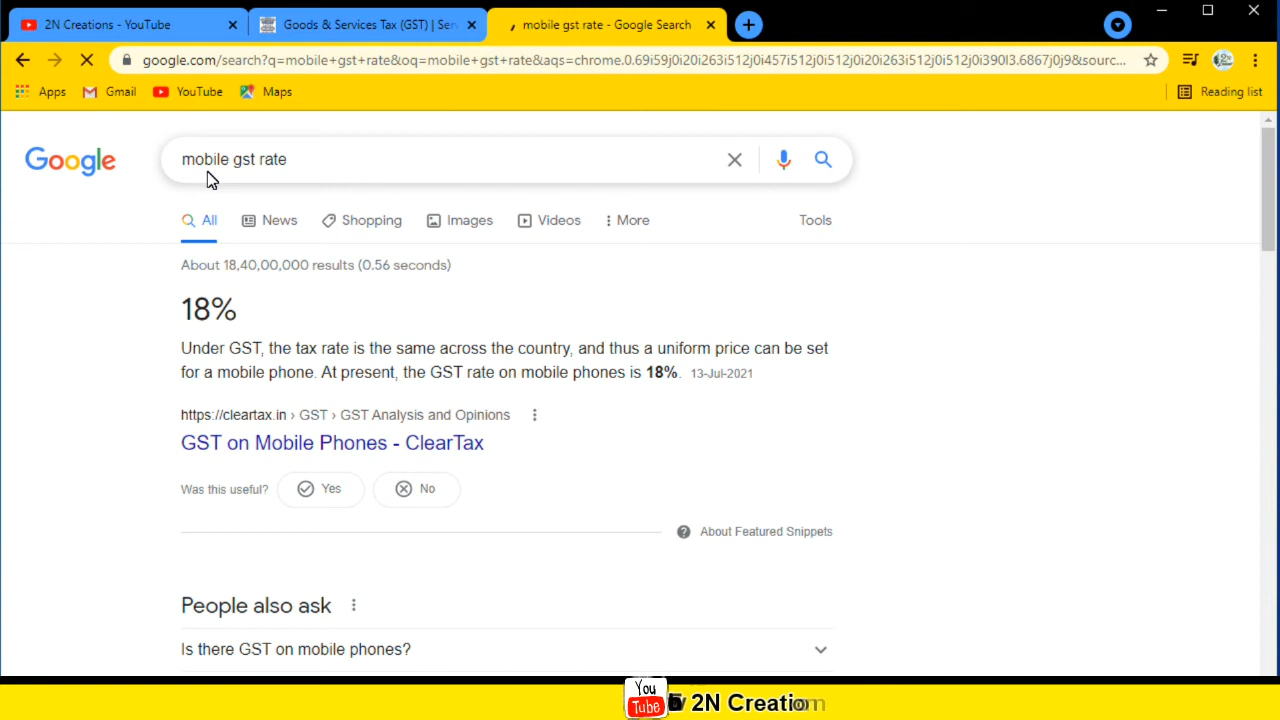 2N Creations - YouTube
Goods & Services Tax (GST) | Serv
mobile gst rate - Google Search
google.com/search?q=mobile+gst+rate&oq=mobile+gst+rate&aqs=chrome.0.69i59j0i20i263i512j0i457i512j0i512j0i20i263i512j0i512j0i390l3.6867j0j9&sourc...
Apps
Gmail
YouTube
Maps
Reading list
Google
mobile gst rate
All
News
Shopping
Images
Videos
More
Tools
About 18,40,00,000 results (0.56 seconds)
18%
Under GST, the tax rate is the same across the country, and thus a uniform price can be set
for a mobile phone. At present, the GST rate on mobile phones is 18%. 13-Jul-2021
https://cleartax.in › GST › GST Analysis and Opinions
GST on Mobile Phones - ClearTax
Was this useful?
Yes
No
About Featured Snippets
People also ask
Is there GST on mobile phones?
You
Tube
2N Creation